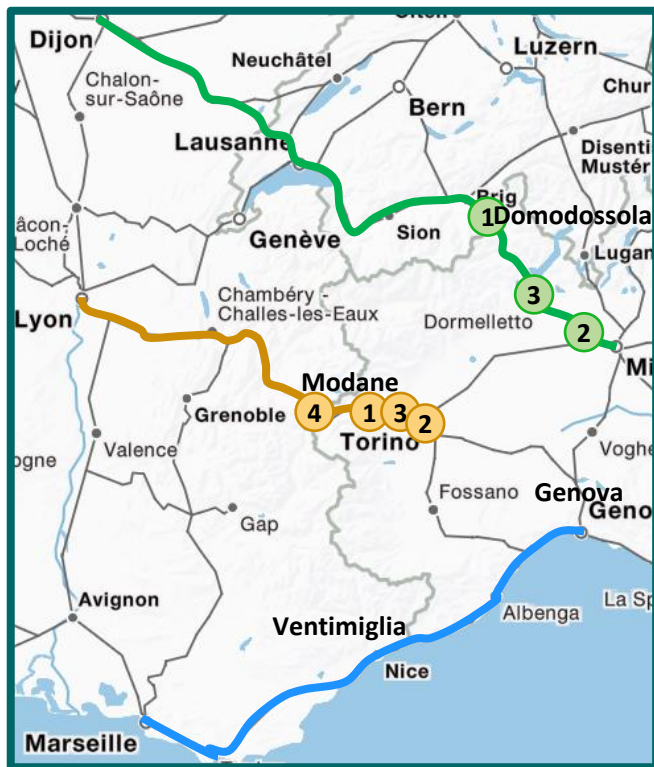 Dijon
Chalon-
sur-Saône
Neuchâtel
Luzern
Bern
Chur
Lausanne
Disenti
Mustér
Brig
1
Domodossola
Sion
Genève
âcon-
Loché
Lugan
3
Chambéry -
Challes-les-Eaux
Lyon
Dormelletto
2
Mi
Modane
4
1
3
2
Grenoble
Torino
Valence
ogne
Voghe
Fossano
Genova
Geno
Gap
Avignon
Albenga
La Sp
Ventimiglia
Nice
Marseille